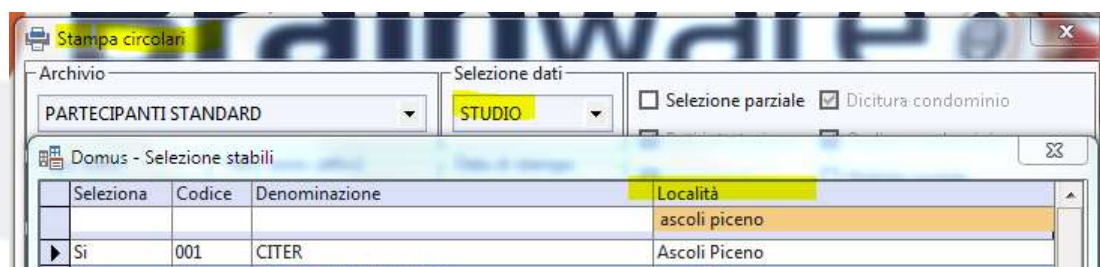 Brainware
Stampa circolari
Archivio
Selezione dati
PARTECIPANTI STANDARD
STUDIO
Selezione parziale
Dicitura condominio
Domus - Selezione stabili
Seleziona Codice Denominazione Località
ascoli piceno
Si 001 CITER Ascoli Piceno